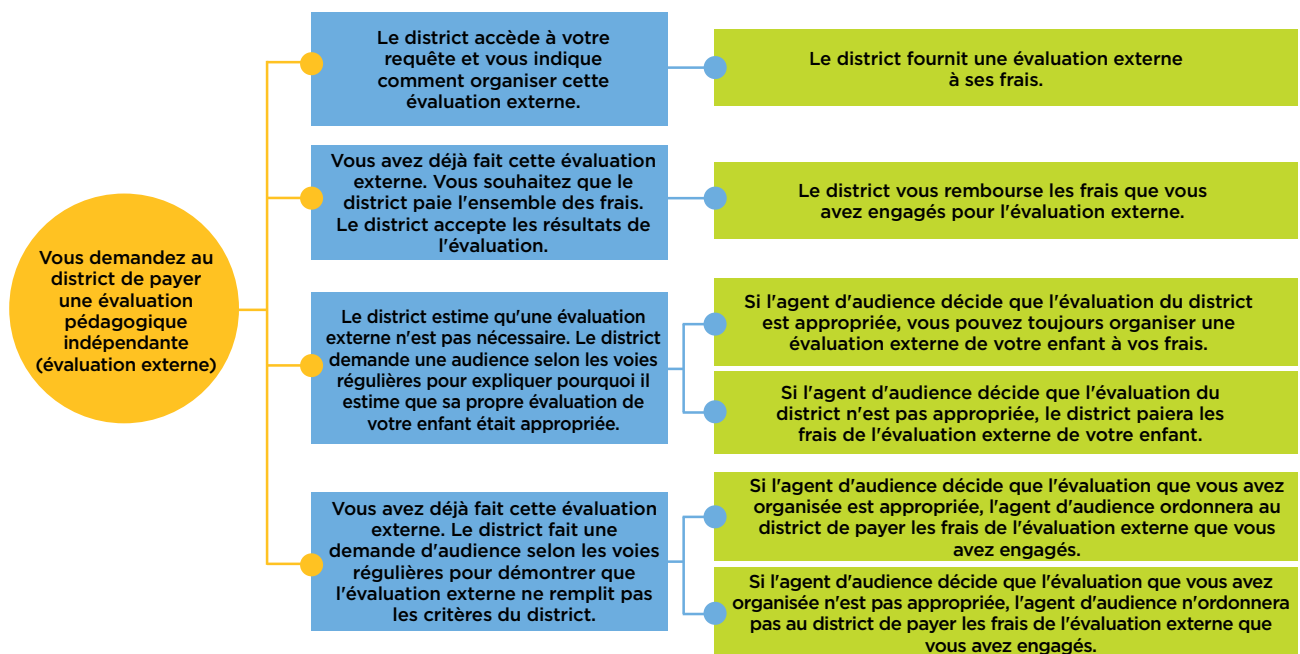 Vous demandez au
district de payer
une évaluation
pédagogique
indépendante
(évaluation externe)
Le district accède à votre
requête et vous indique
comment organiser cette
évaluation externe.
Le district fournit une évaluation externe
à ses frais.
Vous avez déjà fait cette évaluation
externe. Vous souhaitez que le
district paie l'ensemble des frais.
Le district accepte les résultats de
l'évaluation.
Le district vous rembourse les frais que vous
avez engagés pour l'évaluation externe.
Le district estime qu'une évaluation
externe n'est pas nécessaire. Le district
demande une audience selon les voies
régulières pour expliquer pourquoi il
estime que sa propre évaluation de
votre enfant était appropriée.
Si l'agent d'audience décide que l'évaluation du district
est appropriée, vous pouvez toujours organiser une
évaluation externe de votre enfant à vos frais.
Si l'agent d'audience décide que l'évaluation du
district n'est pas appropriée, le district paiera les
frais de l'évaluation externe de votre enfant.
Vous avez déjà fait cette évaluation
externe. Le district fait une
demande d'audience selon les voies
régulières pour démontrer que
l'évaluation externe ne remplit pas
les critères du district.
Si l'agent d'audience décide que l'évaluation que vous avez
organisée est appropriée, l'agent d'audience ordonnera au
district de payer les frais de l'évaluation externe que vous
avez engagés.
Si l'agent d'audience décide que l'évaluation que vous avez
organisée n'est pas appropriée, l'agent d'audience n'ordonnera
pas au district de payer les frais de l'évaluation externe que
vous avez engagés.